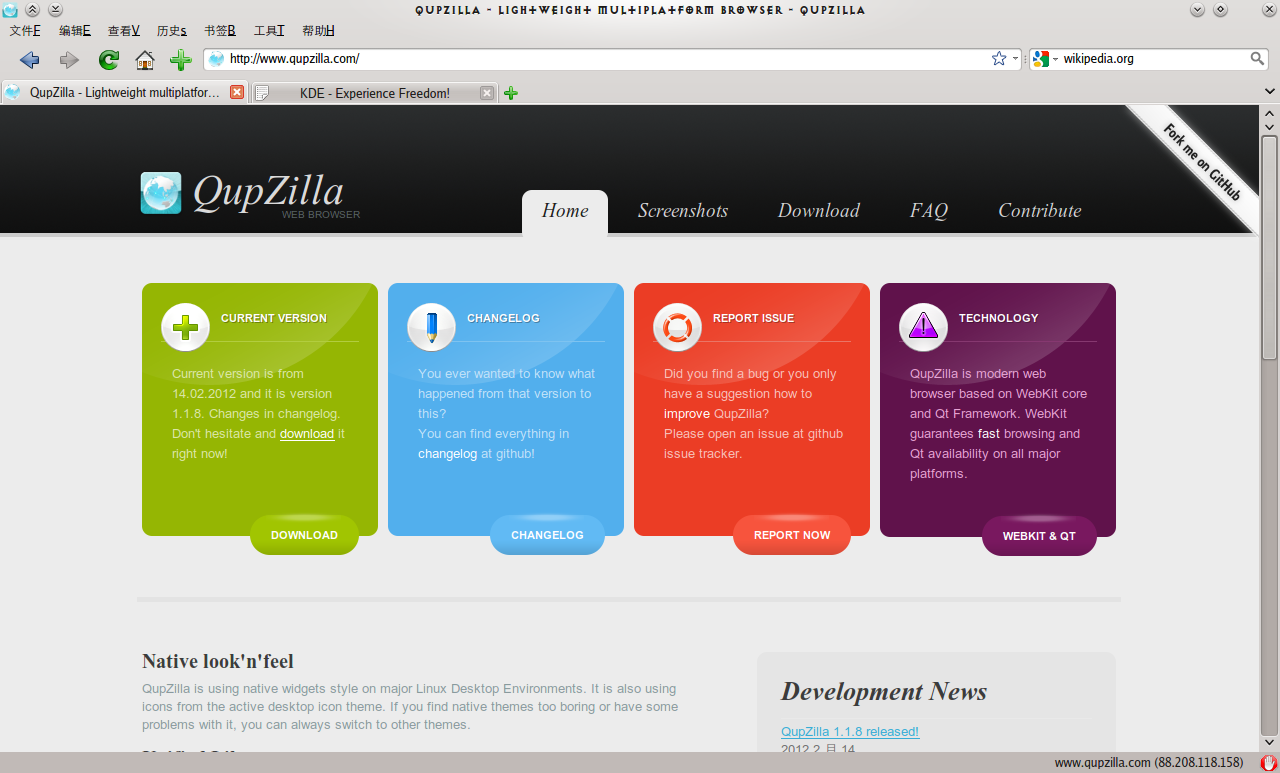 QUPZILLA - LIGHTWEIGHT MULTIPLATFORM BROWSER - QUPZILLA
文件F 编辑E 查看V 历史s 书签B 工具T 帮助H
http://www.qupzilla.com/ wikipedia.org
QupZilla - Lightweight multiplatfor... KDE - Experience Freedom!
Fork me on GitHub
QupZilla
WEB BROWSER
Home Screenshots Download FAQ Contribute
CURRENT VERSION
Current version is from
14.02.2012 and it is version
1.1.8. Changes in changelog.
Don't hesitate and download it
right now!
DOWNLOAD
CHANGELOG
You ever wanted to know what
happened from that version to
this?
You can find everything in
changelog at github!
CHANGELOG
REPORT ISSUE
Did you find a bug or you only
have a suggestion how to
improve QupZilla?
Please open an issue at github
issue tracker.
REPORT NOW
TECHNOLOGY
QupZilla is modern web
browser based on WebKit core
and Qt Framework. WebKit
guarantees fast browsing and
Qt availability on all major
platforms.
WEBKIT & QT
Native look'n'feel
QupZilla is using native widgets style on major Linux Desktop Environments. It is also using
icons from the active desktop icon theme. If you find native themes too boring or have some
problems with it, you can always switch to other themes.
Development News
QupZilla 1.1.8 released!
2012 2 月 14
www.qupzilla.com (88.208.118.158)